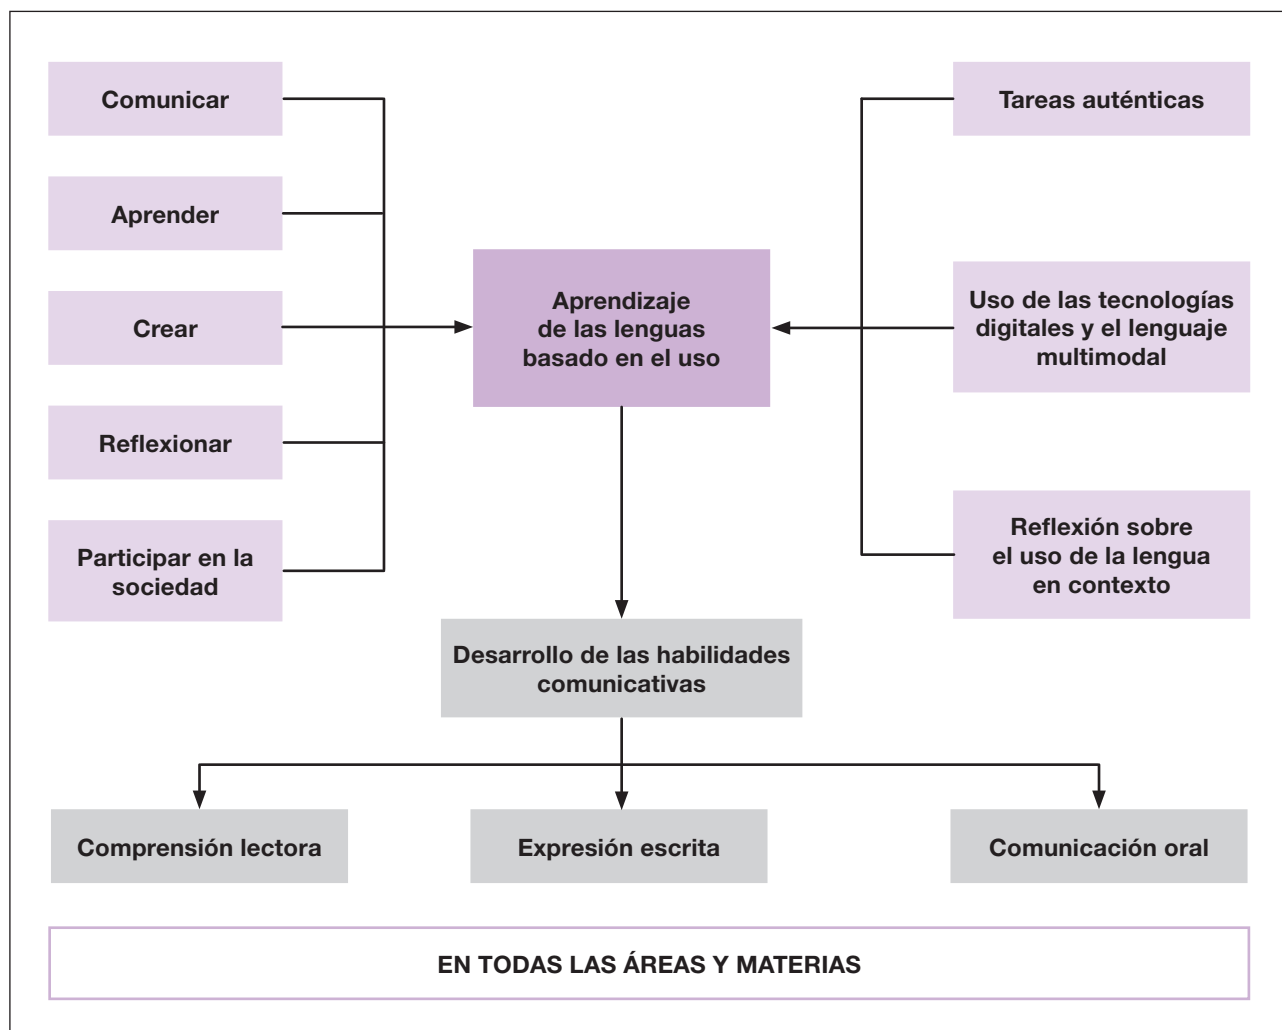 Comunicar
Aprender
Crear
Reflexionar
Participar en la
sociedad
Aprendizaje
de las lenguas
basado en el uso
Tareas auténticas
Uso de las tecnologías
digitales y el lenguaje
multimodal
Reflexión sobre
el uso de la lengua
en contexto
Desarrollo de las habilidades
comunicativas
Comprensión lectora
Expresión escrita
Comunicación oral
EN TODAS LAS ÁREAS Y MATERIAS